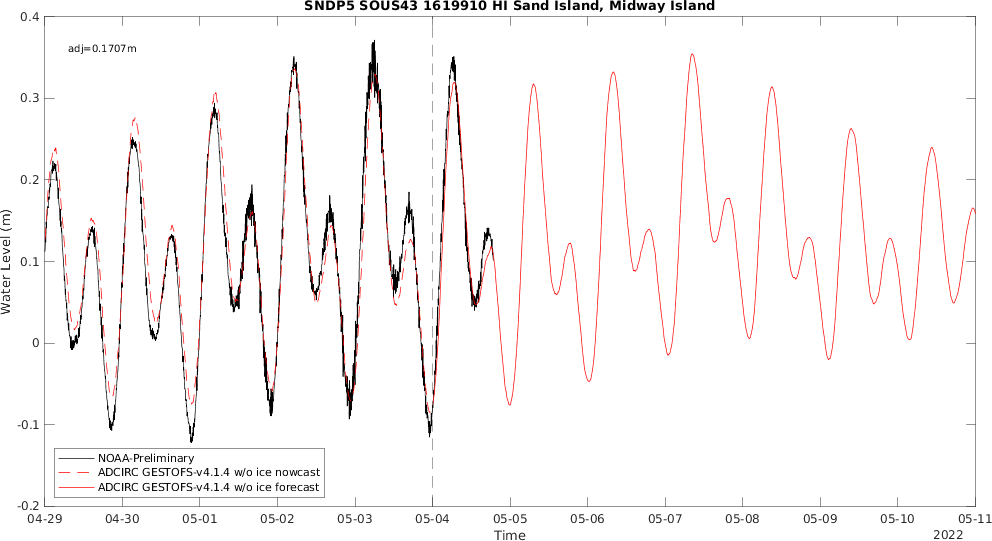 SNDP5 SOUS43 1619910 HI Sand Island, Midway Island
0.4
adj=0.1707m
0.3
0.2
0.1
0
-0.1
-0.2
Water Level (m)
NOAA-Preliminary
ADCIRC GESTOFS-v4.1.4 w/o ice nowcast
ADCIRC GESTOFS-v4.1.4 w/o ice forecast
04-29 04-30 05-01 05-02 05-03 05-04 05-05 05-06 05-07 05-08 05-09 05-10 05-11
Time
2022